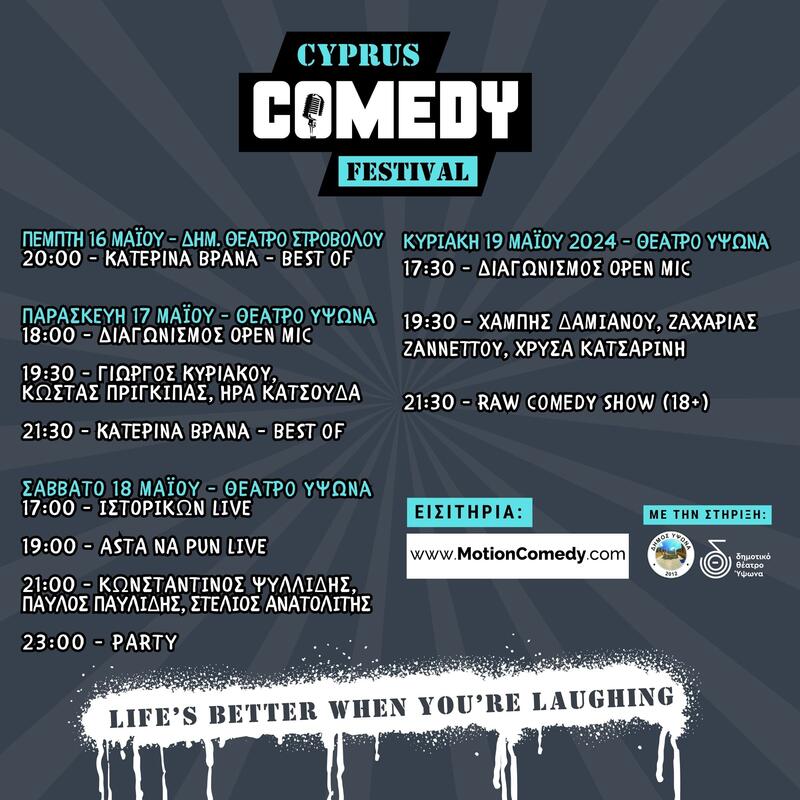 CYPRUS
COMEDY
FESTIVAL
ΠΕΜΠΤΗ 16 ΜΑΪΟΥ - ΔΗΜ. ΘΕΑΤΡΟ ΣΤΡΟΒΟΛΟΥ
20:00 - ΚΑΤΕΡΙΝΑ ΒΡΑΝΑ - BEST OF
ΠΑΡΑΣΚΕΥΗ 17 ΜΑΪΟΥ - ΘΕΑΤΡΟ ΥΨΩΝΑ
18:00 - ΔΙΑΓΩΝΙΣΜΟΣ OPEN MIC
19:30 - ΓΙΩΡΓΟΣ ΚΥΡΙΑΚΟΥ,
ΚΩΣΤΑΣ ΠΡΙΓΚΙΠΑΣ, ΗΡΑ ΚΑΤΣΟΥΔΑ
21:30 - ΚΑΤΕΡΙΝΑ ΒΡΑΝΑ - BEST OF
ΣΑΒΒΑΤΟ 18 ΜΑΪΟΥ - ΘΕΑΤΡΟ ΥΨΩΝΑ
17:00 - ΙΣΤΟΡΙΚΩΝ LIVE
19:00 - ASTA NA PUN LIVE
21:00 - ΚΩΝΣΤΑΝΤΙΝΟΣ ΨΥΛΛΙΔΗΣ,
ΠΑΥΛΟΣ ΠΑΥΛΙΔΗΣ, ΣΤΕΛΙΟΣ ΑΝΑΤΟΛΙΤΗΣ
23:00 - PARTY
ΚΥΡΙΑΚΗ 19 ΜΑΪΟΥ 2024 - ΘΕΑΤΡΟ ΥΨΩΝΑ
17:30 - ΔΙΑΓΩΝΙΣΜΟΣ OPEN MIC
19:30 - ΧΑΜΠΗΣ ΔΑΜΙΑΝΟΥ, ΖΑΧΑΡΙΑΣ
ΖΑΝΝΕΤΤΟΥ, ΧΡΥΣΑ ΚΑΤΣΑΡΙΝΗ
21:30 - RAW COMEDY SHOW (18+)
ΕΙΣΙΤΗΡΙΑ:
www.MotionComedy.com
ΜΕ ΤΗΝ ΣΤΗΡΙΞΗ:
ΔΗΜΟΣ ΥΨΩΝΑ
2012
δημοτικό
θέατρο
Ύψωνα
LIFE'S BETTER WHEN YOU'RE LAUGHING